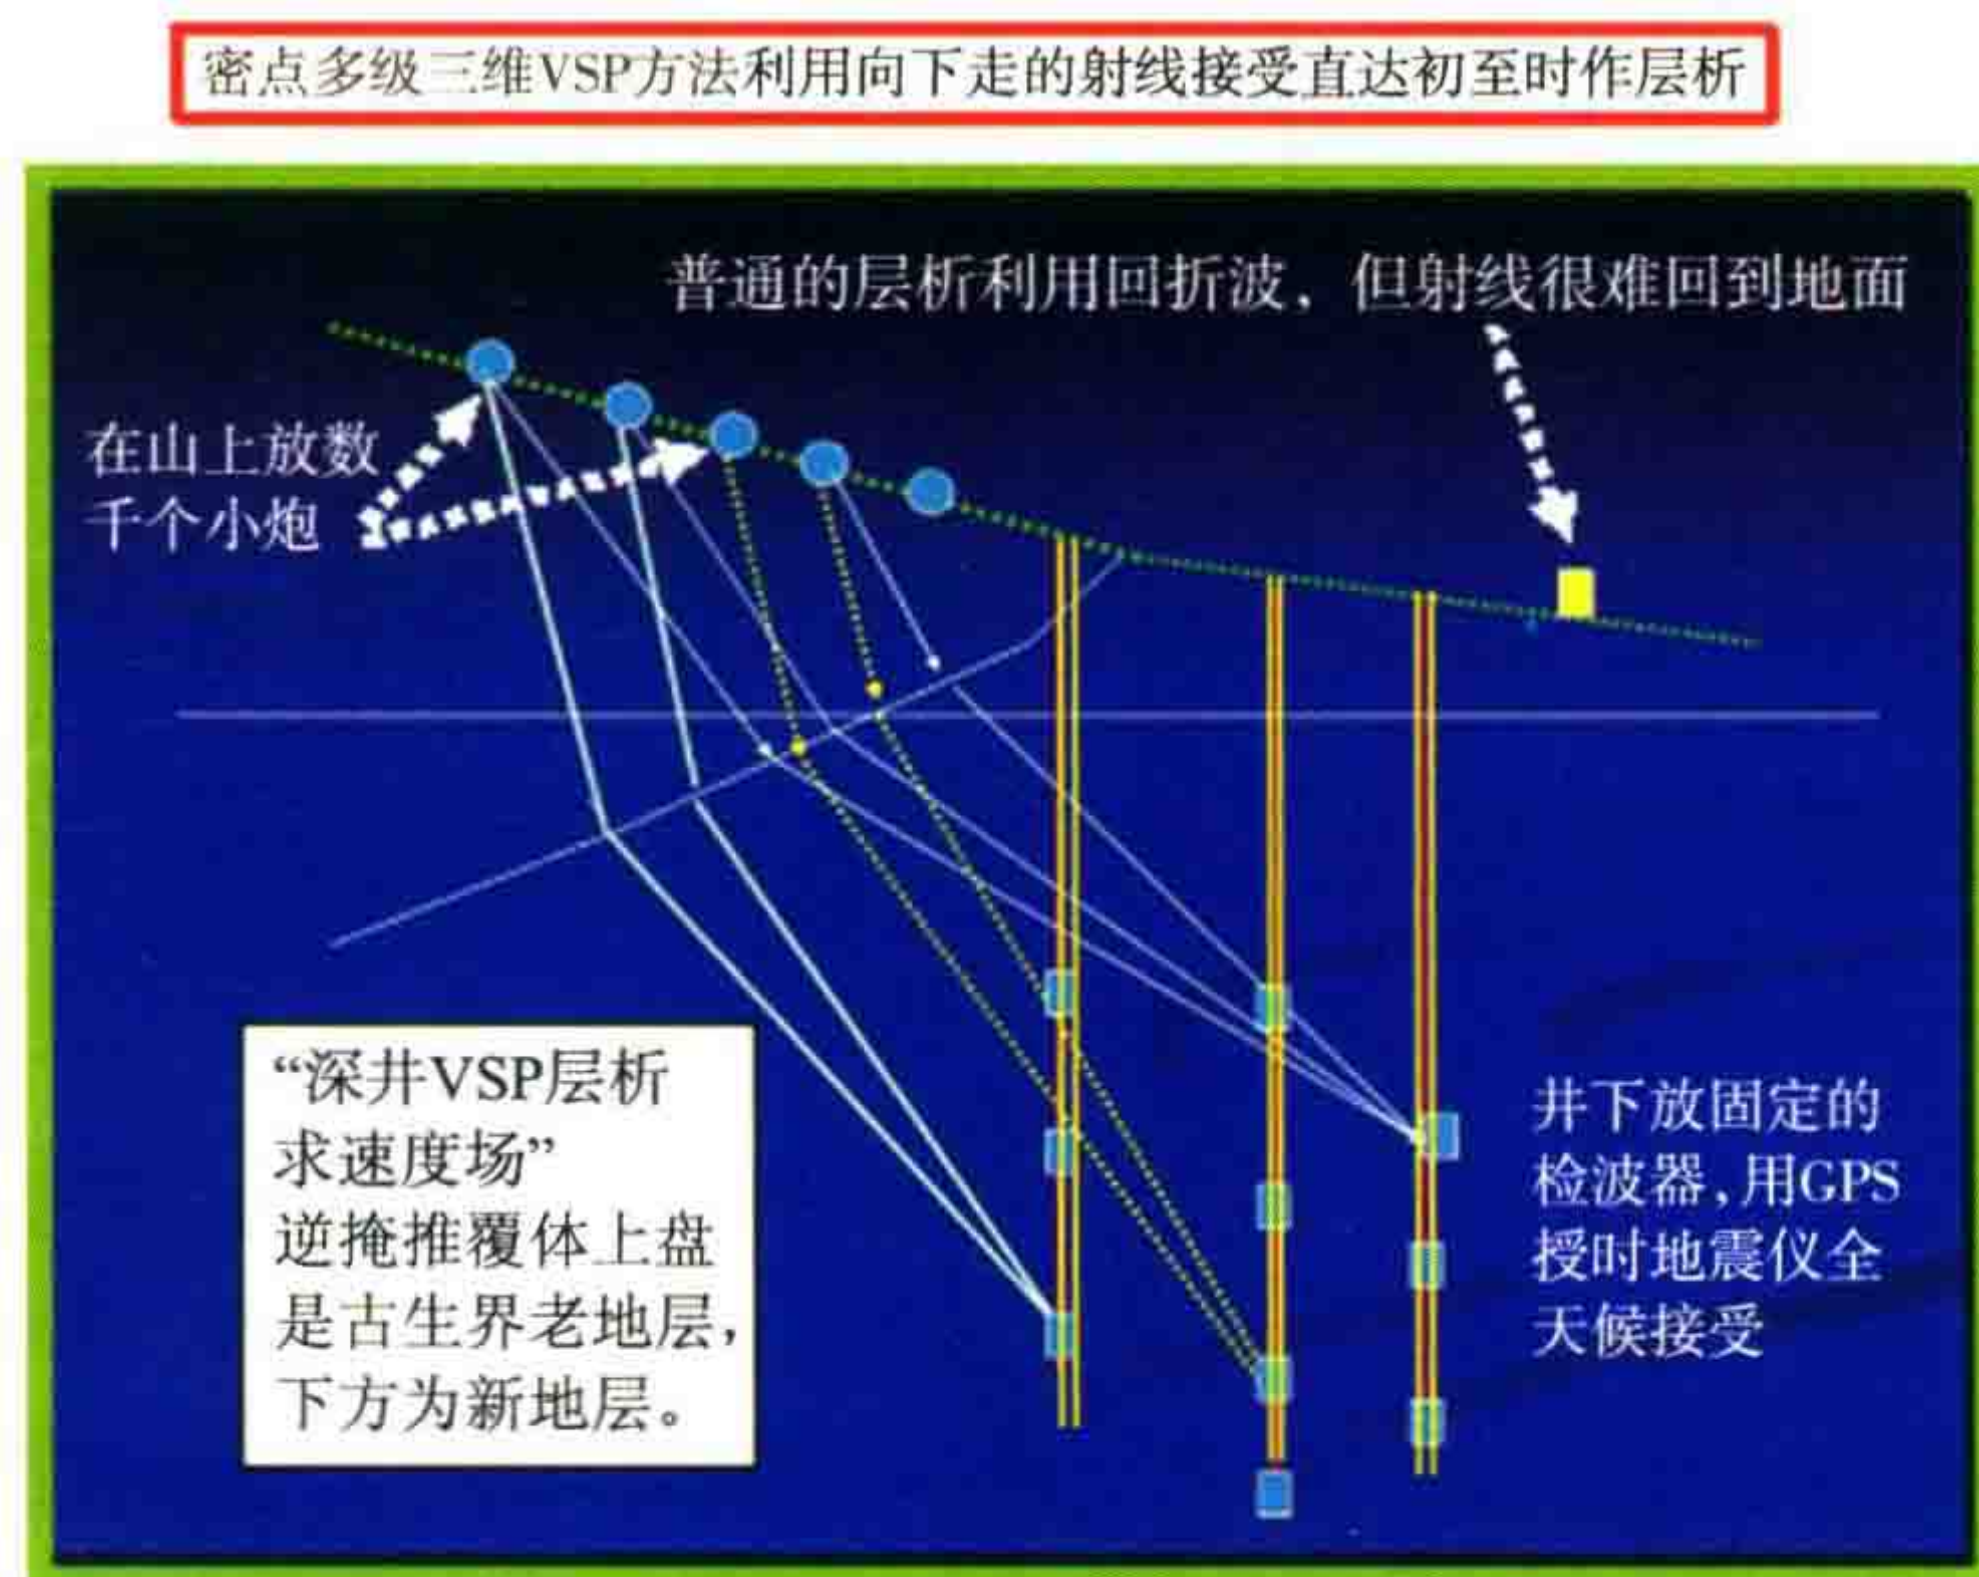 密点多级三维VSP方法利用向下走的射线接受直达初至时作层析
普通的层析利用回折波，但射线很难回到地面
在山上放数
千个小炮
“深井VSP层析
求速度场”
逆掩推覆体上盘
是古生界老地层，
下方为新地层。
井下放固定的
检波器，用GPS
授时地震仪全
天候接受